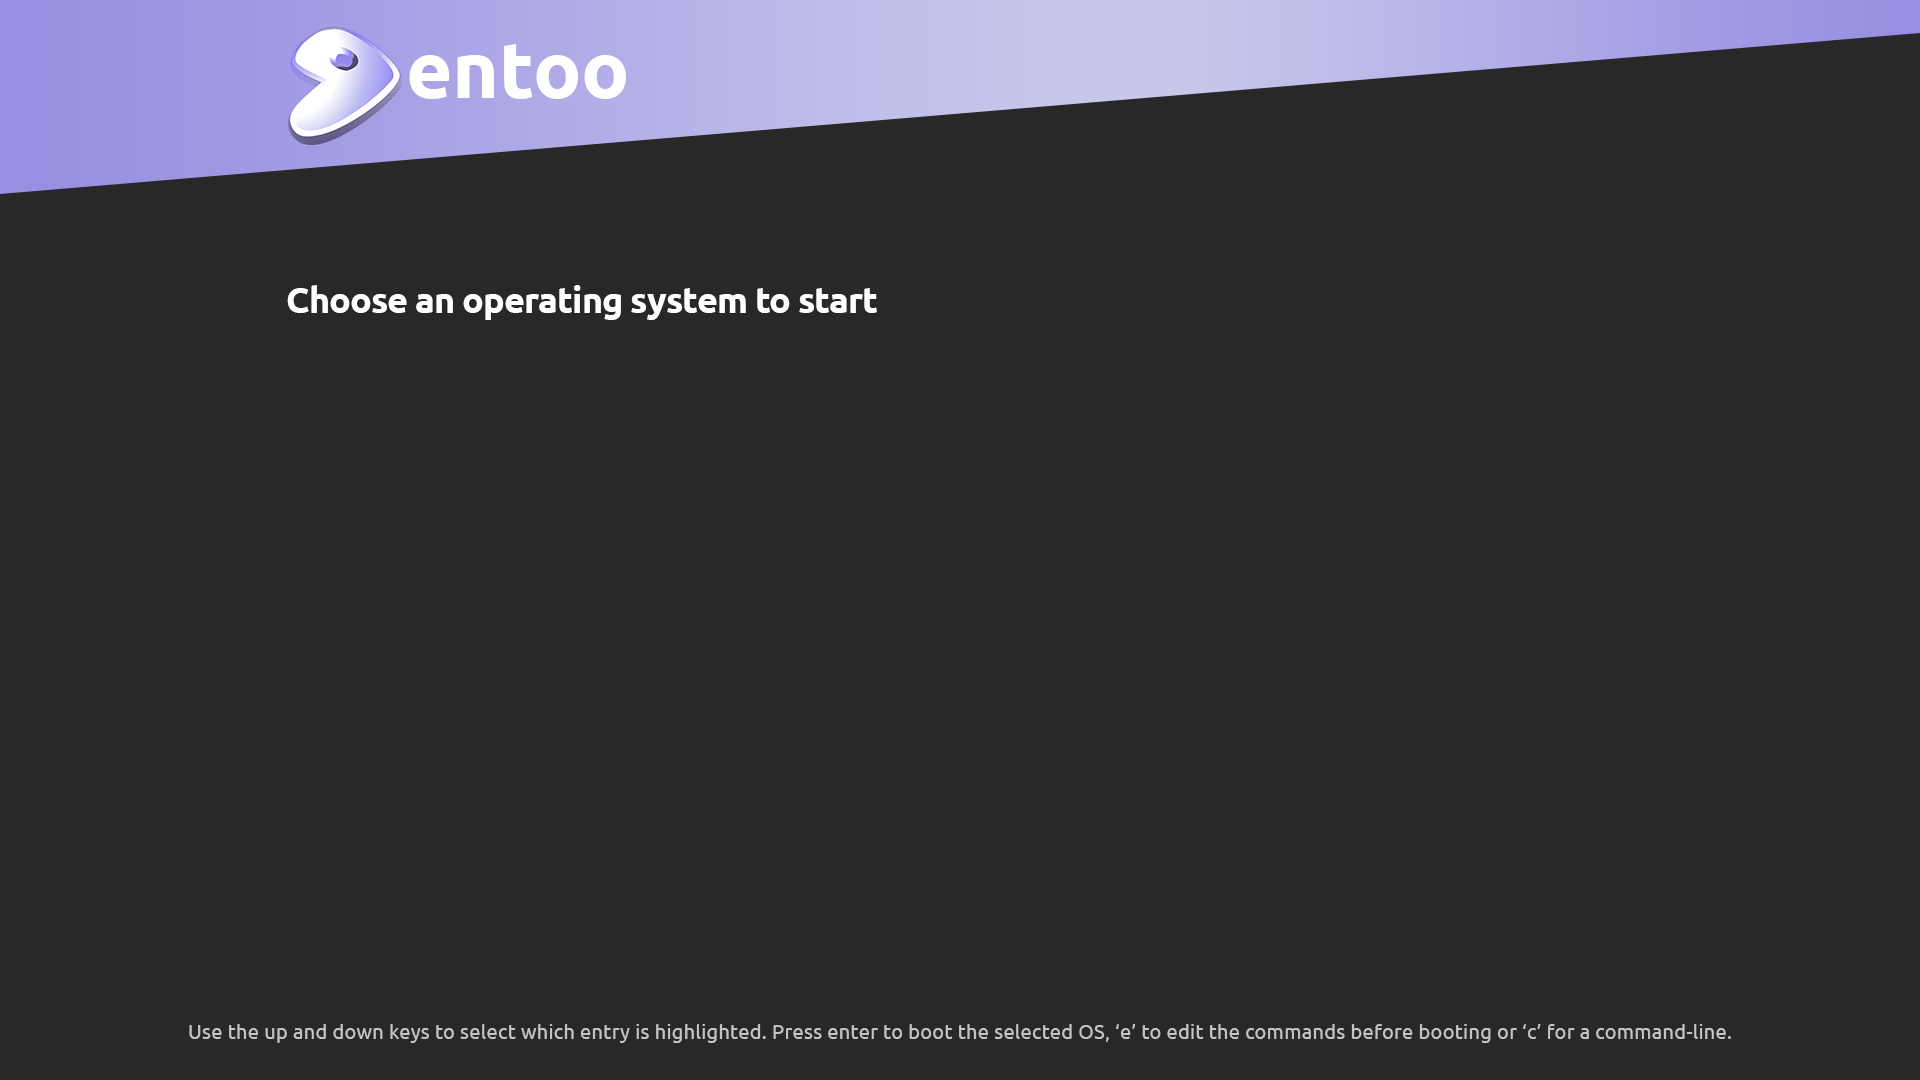 entoo
Choose an operating system to start
Use the up and down keys to select which entry is highlighted. Press enter to boot the selected OS, ‘e’ to edit the commands before booting or ‘c’ for a command-line.